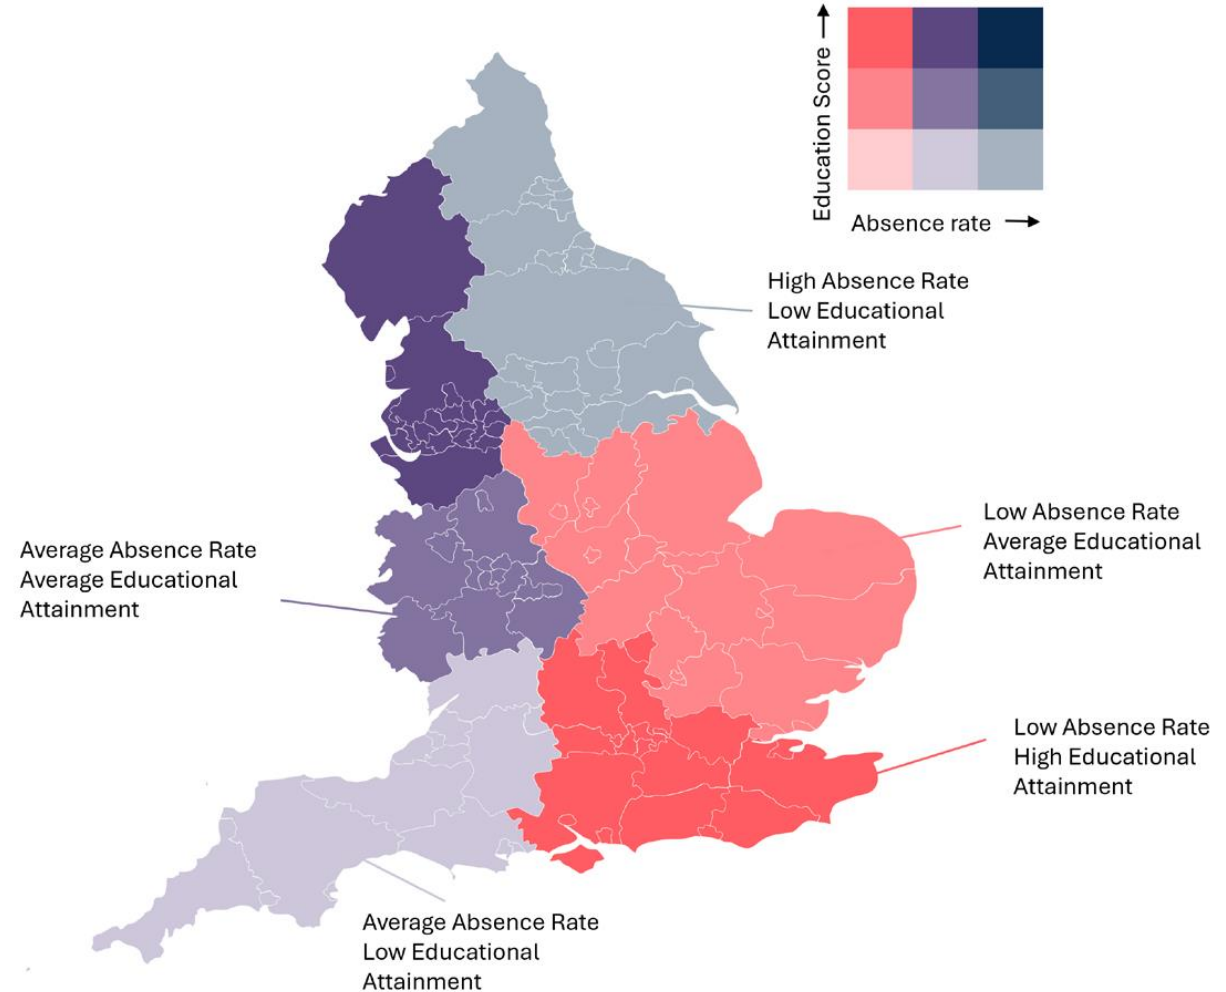 Education Score
Absence rate
High Absence Rate
Low Educational
Attainment
Low Absence Rate
Average Educational
Attainment
Average Absence Rate
Average Educational
Attainment
Low Absence Rate
High Educational
Attainment
Average Absence Rate
Low Educational
Attainment